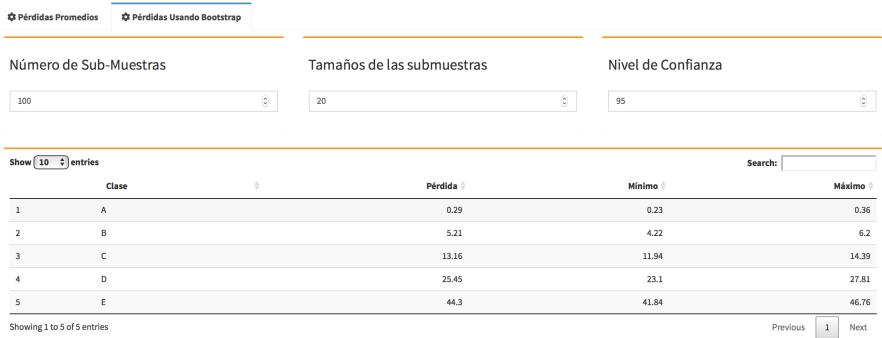 Pérdidas Promedios Pérdidas Usando Bootstrap
Número de Sub-Muestras Tamaños de las submuestras Nivel de Confianza
100 20 95
Show 10 entries Search:
Clase Pérdida Mínimo Máximo
1 A 0.29 0.23 0.36
2 B 5.21 4.22 6.2
3 C 13.16 11.94 14.39
4 D 25.45 23.1 27.81
5 E 44.3 41.84 46.76
Showing 1 to 5 of 5 entries Previous 1 Next